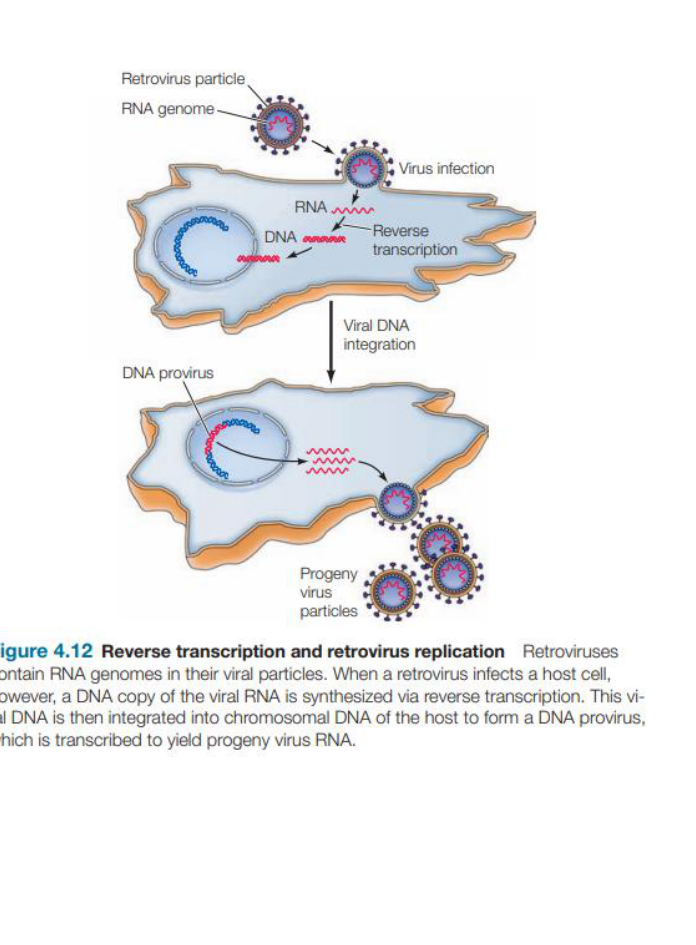 Retrovirus particle
RNA genome
Virus infection
RNA
Reverse
transcription
DNA
Viral DNA
integration
DNA provirus
Progeny
virus
particles
igure 4.12 Reverse transcription and retrovirus replication Retroviruses
ontain RNA genomes in their viral particles. When a retrovirus infects a host cell,
owever, a DNA copy of the viral RNA is synthesized via reverse transcription. This vi-
al DNA is then integrated into chromosomal DNA of the host to form a DNA provirus,
hich is transcribed to yield progeny virus RNA.